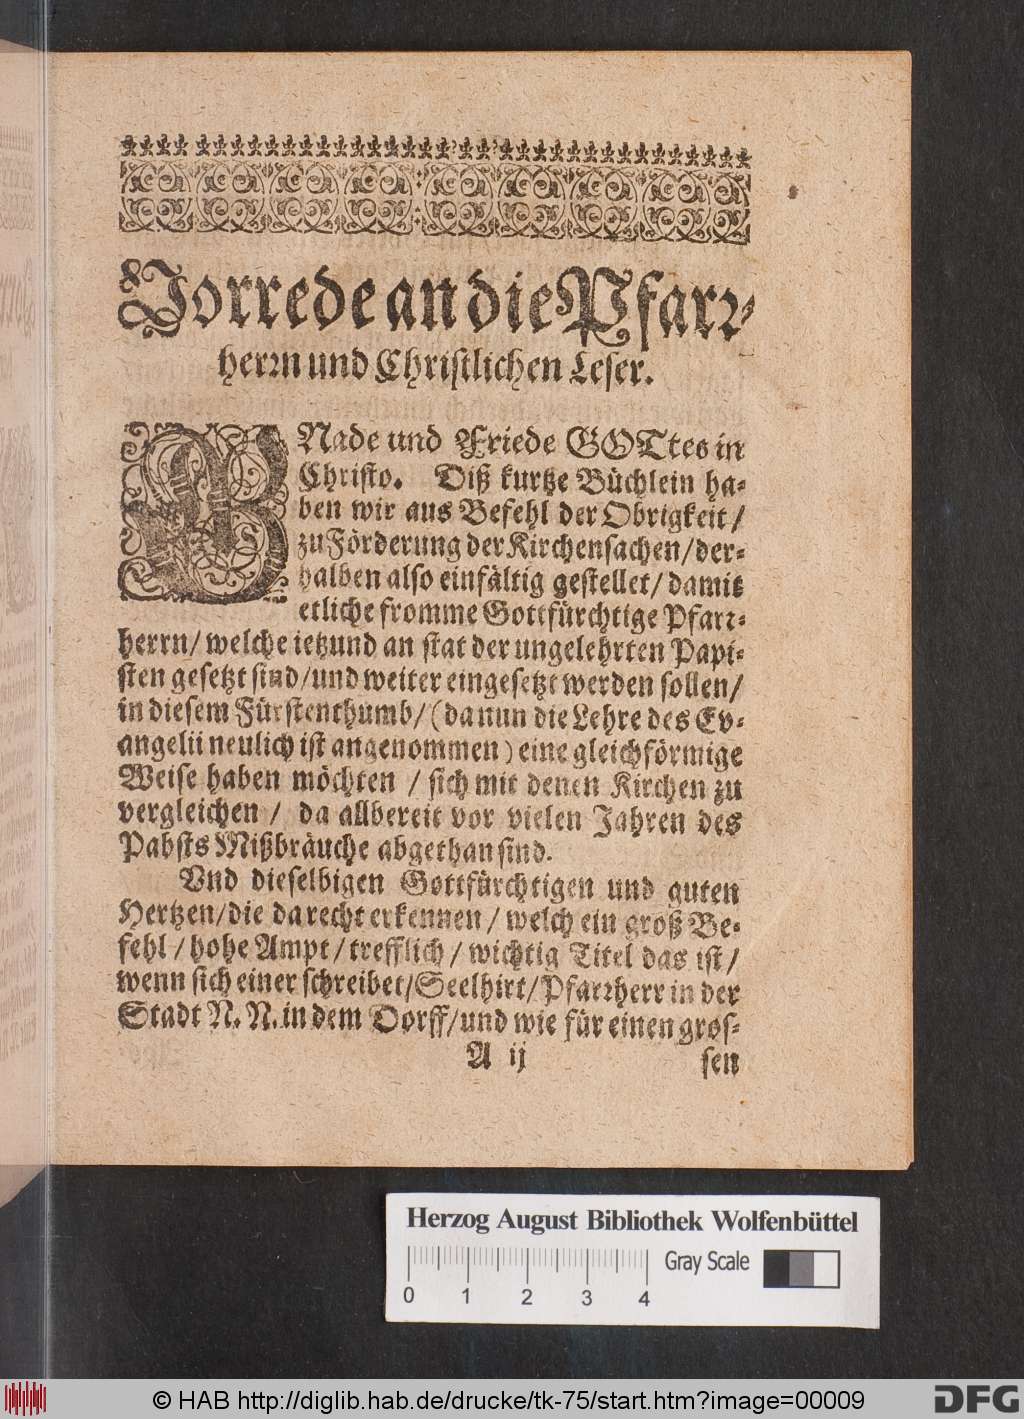 Vorrede an die Pfarr-
herrn und Christlichen Leser.
GNade und Friede GOTtes in
Christo. Diß kurtze Büchlein ha-
ben wir aus Befehl der Obrigkeit /
zu Förderung der Kirchensachen / der-
halben also einfältig gestellet / damit
etliche fromme Gottfürchtige Pfarr-
herrn / welche ietzund an stat der ungelehrten Papi-
sten gesetzt sind / und weiter eingesetzt werden sollen /
in diesem Fürstenthumb / (da nun die Lehre des Ev-
angelii neulich ist angenommen) eine gleichförmige
Weise haben möchten / sich mit denen Kirchen zu
vergleichen / da allbereit vor vielen Jahren des
Pabsts Mißbräuche abgethan sind.
Vnd dieselbigen Gottfürchtigen und guten
Hertzen / die da recht erkennen / welch ein groß Be-
fehl / hohe Ampt / trefflich / wichtig Titel das ist /
wenn sich einer schreibet / Seelhirt / Pfarrherr in der
Stadt N. N. in dem Dorff / und wie für einen gros-
A ij sen
Herzog August Bibliothek Wolfenbüttel
Gray Scale
0 1 2 3 4
© HAB http://diglib.hab.de/drucke/tk-75/start.htm?image=00009
DFG